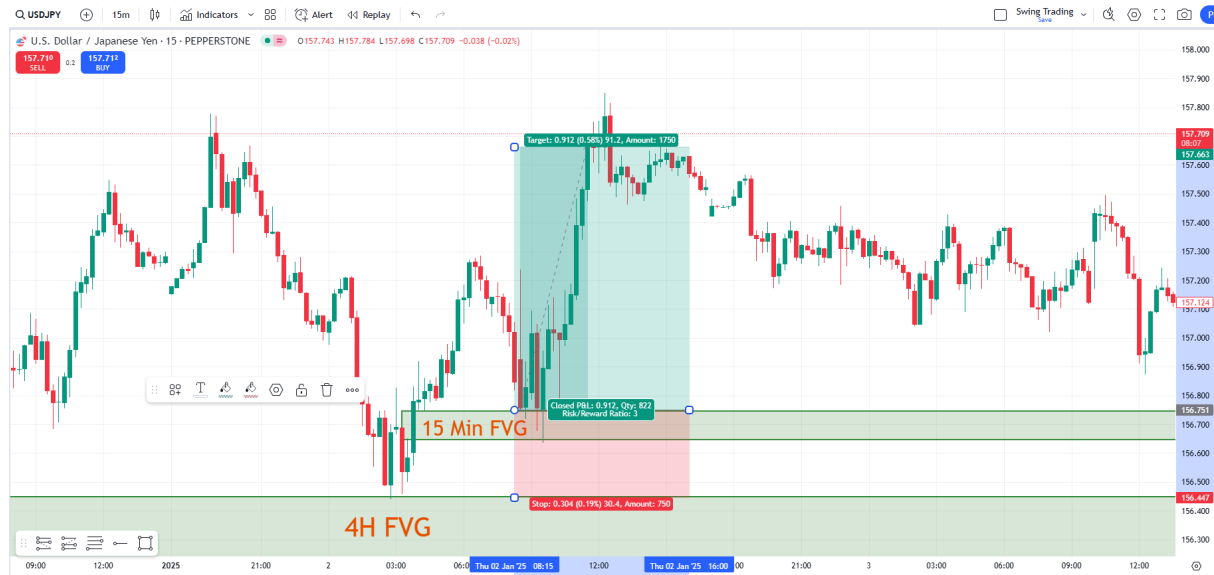 USDJPY 15m Indicators Alert Replay Swing Trading Save
U.S. Dollar / Japanese Yen · 15 · PEPPERSTONE O157.743 H157.784 L157.698 C157.709 -0.038 (-0.02%)
157.710 SELL 0.2 157.712 BUY
158.000
157.900
157.800
Target: 0.912 (0.58%) 91.2, Amount: 1750
157.709
08:07
157.663
157.600
157.500
157.400
157.300
157.200
157.124
157.100
157.000
156.900
Closed P&L: 0.912, Qty: 822
Risk/Reward Ratio: 3
156.800
156.751
15 Min FVG
156.700
156.600
156.500
156.447
Stop: 0.304 (0.19%) 30.4, Amount: 750
156.400
4H FVG
156.300
09:00 12:00 2025 21:00 2 03:00 06:0 Thu 02 Jan '25 08:15 12:00 Thu 02 Jan '25 16:00 :00 21:00 3 03:00 06:00 09:00 12:00